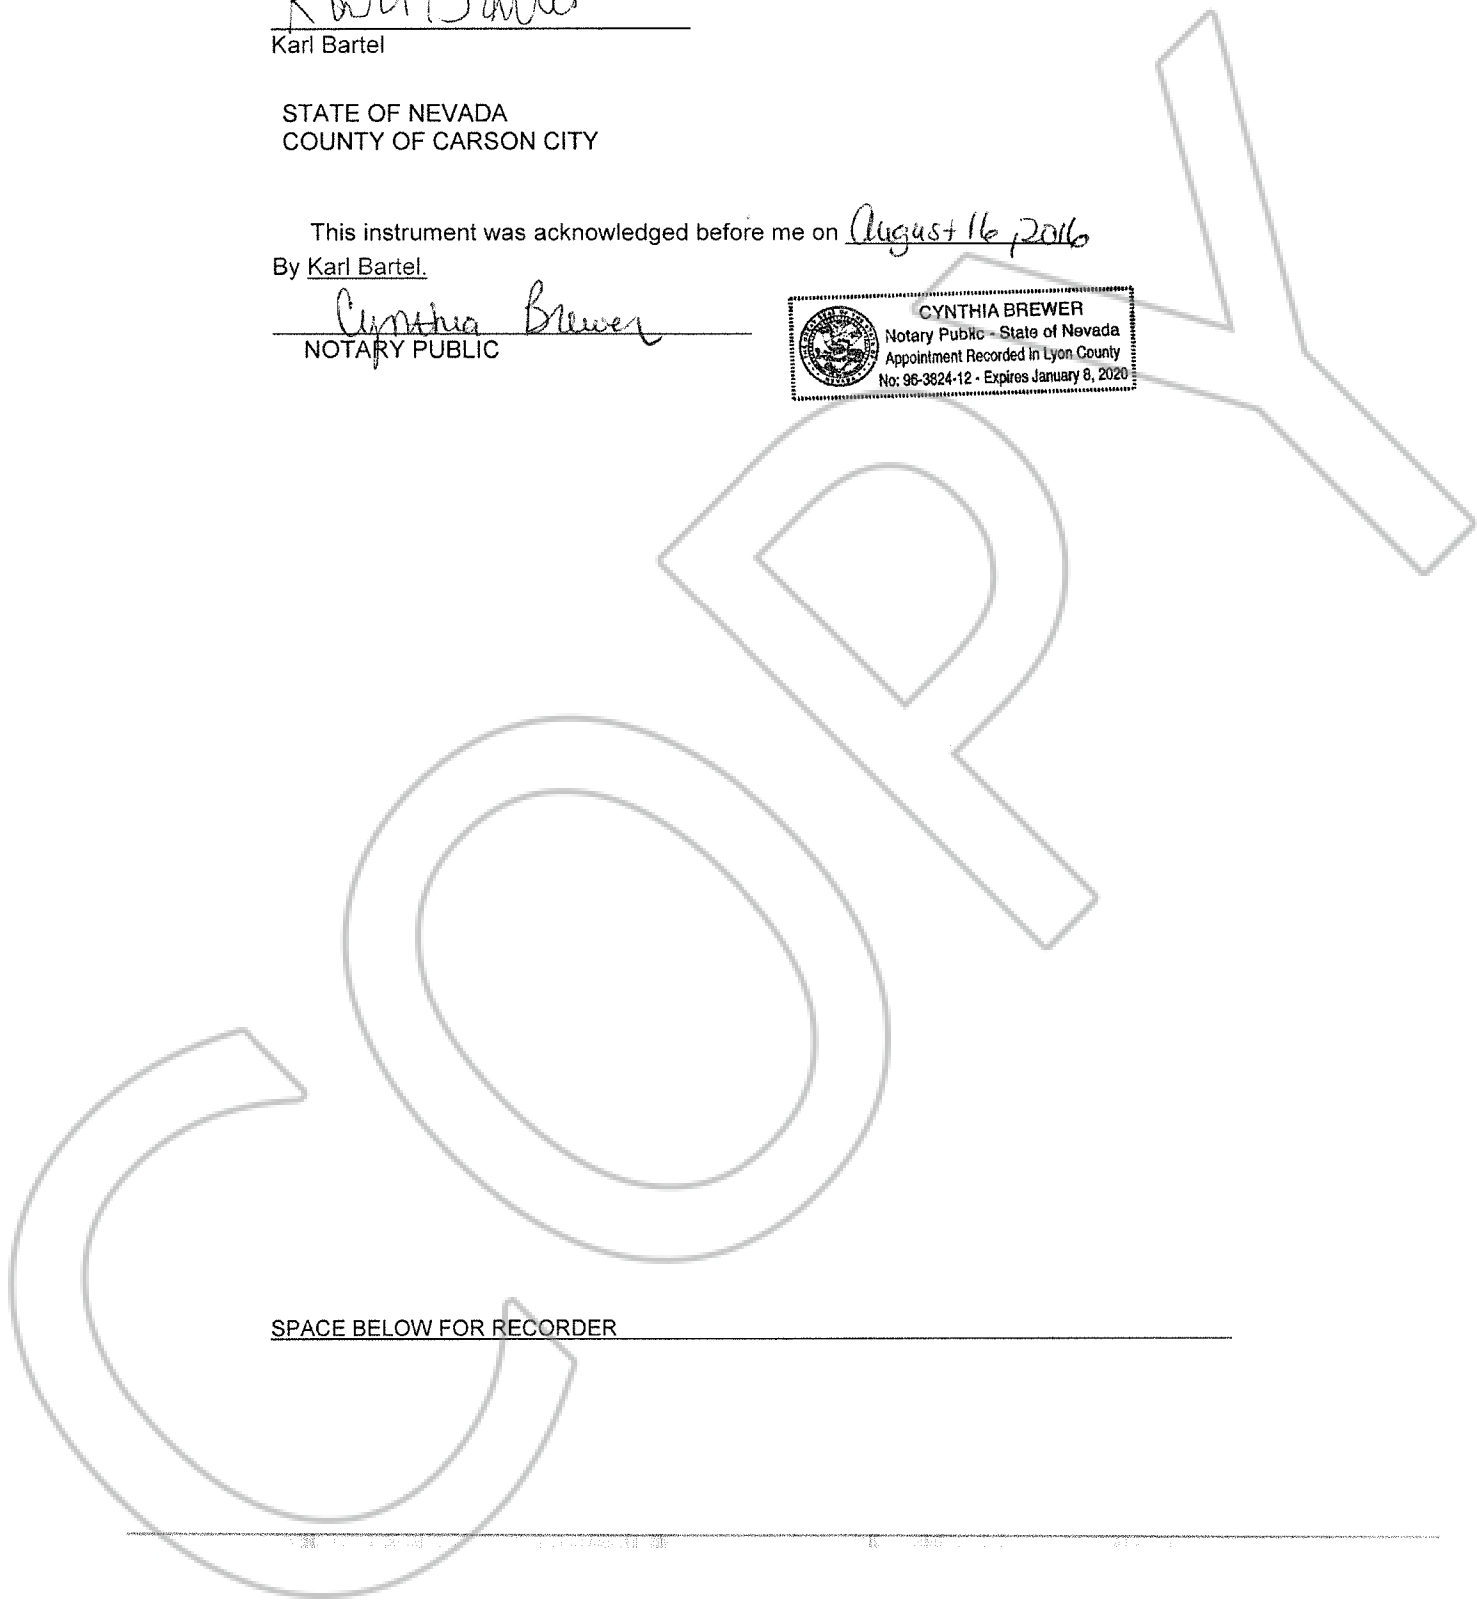 Karl Bartel
Karl Bartel
STATE OF NEVADA
COUNTY OF CARSON CITY
This instrument was acknowledged before me on August 16, 2016
By Karl Bartel.
Cynthia Brewer
NOTARY PUBLIC
CYNTHIA BREWER
Notary Public - State of Nevada
Appointment Recorded in Lyon County
No: 96-3824-12 - Expires January 8, 2020
COPY
SPACE BELOW FOR RECORDER